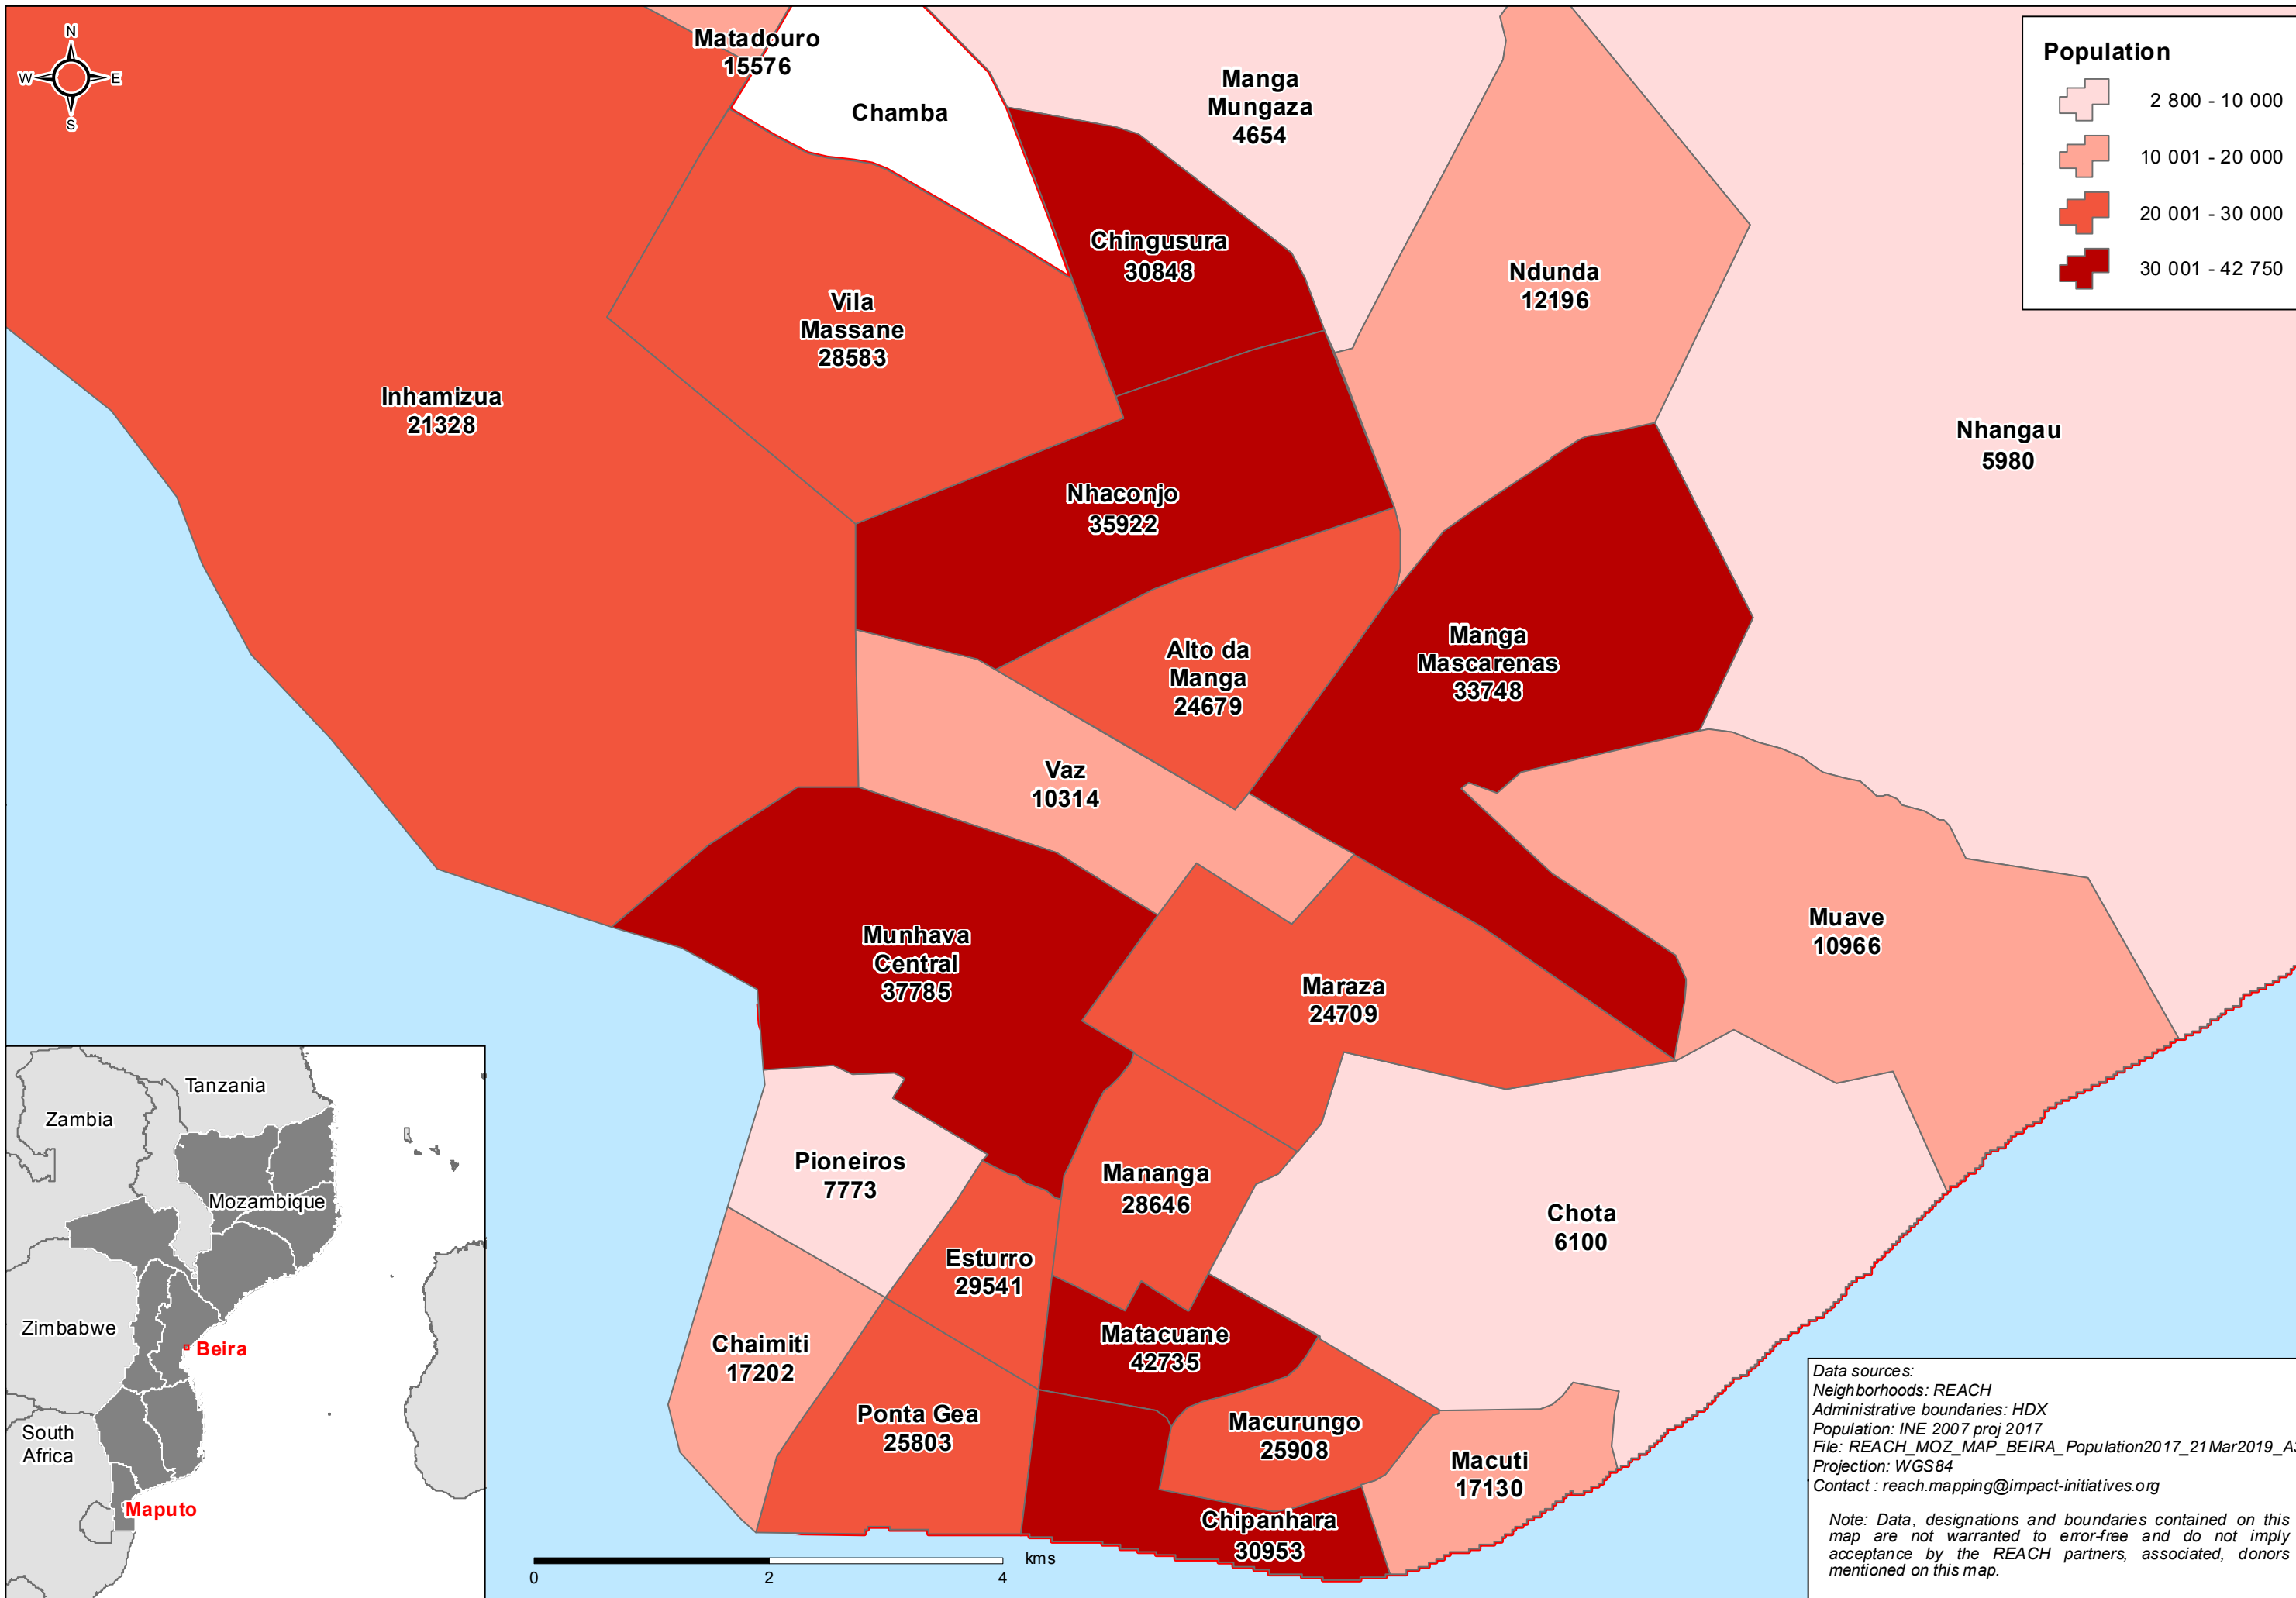 N
W
E
S
Matadouro
15576
Chamba
Manga
Mungaza
4654
Chingusura
30848
Ndunda
12196
Vila
Massane
28583
Inhamizua
21328
Nhangau
5980
Nhaconjo
35922
Alto da
Manga
24679
Manga
Mascarenas
33748
Vaz
10314
Muave
10966
Munhava
Central
37785
Maraza
24709
Pioneiros
7773
Mananga
28646
Chota
6100
Esturro
29541
Chaimiti
17202
Matacuane
42735
Ponta Gea
25803
Macurungo
25908
Macuti
17130
Chipanhara
30953
Population
2 800 - 10 000
10 001 - 20 000
20 001 - 30 000
30 001 - 42 750
Tanzania
Zambia
Mozambique
Zimbabwe
Beira
South
Africa
Maputo
kms
0 2 4
Data sources:
Neighborhoods: REACH
Administrative boundaries: HDX
Population: INE 2007 proj 2017
File: REACH_MOZ_MAP_BEIRA_Population2017_21Mar2019_A
Projection: WGS84
Contact : reach.mapping@impact-initiatives.org
Note: Data, designations and boundaries contained on this
map are not warranted to error-free and do not imply
acceptance by the REACH partners, associated, donors
mentioned on this map.